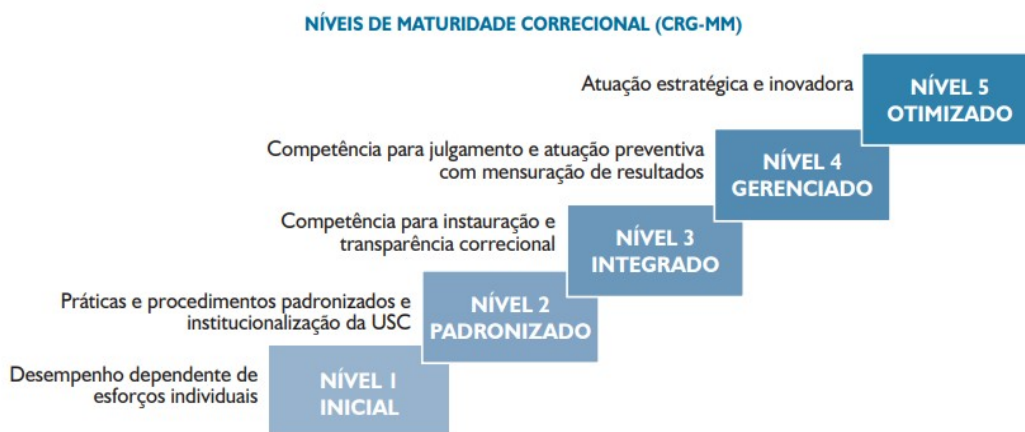 NÍVEIS DE MATURIDADE CORRECIONAL (CRG-MM)
Atuação estratégica e inovadora
NÍVEL 5
OTIMIZADO
Competência para julgamento e atuação preventiva
com mensuração de resultados
NÍVEL 4
GERENCIADO
Competência para instauração e
transparência correcional
NÍVEL 3
INTEGRADO
Práticas e procedimentos padronizados e
institucionalização da USC
NÍVEL 2
PADRONIZADO
Desempenho dependente de
esforços individuais
NÍVEL 1
INICIAL